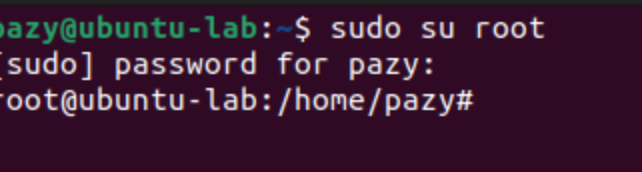 pazy@ubuntu-lab:~$ sudo su root
[sudo] password for pazy:
root@ubuntu-lab:/home/pazy#